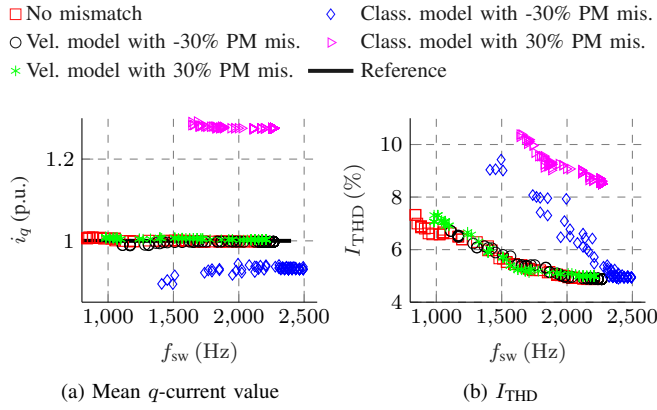 No mismatch
Class. model with -30% PM mis.
Vel. model with -30% PM mis.
Class. model with 30% PM mis.
Vel. model with 30% PM mis.
Reference
1.2
1
i_q (p.u.)
1,000 1,500 2,000 2,500
f_sw (Hz)
(a) Mean q-current value
10
8
6
4
I_THD (%)
1,000 1,500 2,000 2,500
f_sw (Hz)
(b) I_THD